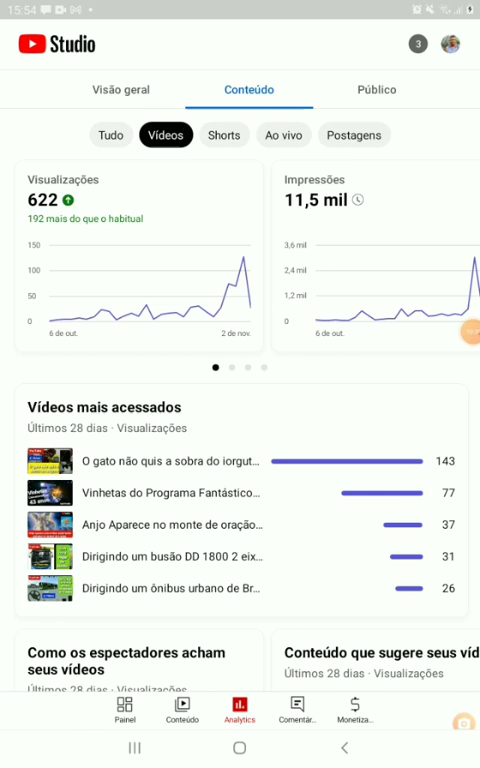 15:54
Studio
3
Visão geral
Conteúdo
Público
Tudo
Vídeos
Shorts
Ao vivo
Postagens
Visualizações
622
192 mais do que o habitual
150
100
50
0
6 de out.
2 de nov.
Impressões
11,5 mil
3,6 mil
2,4 mil
1,2 mil
0
6 de out.
Vídeos mais acessados
Últimos 28 dias · Visualizações
O gato não quis a sobra do iorgut...
143
Vinhetas do Programa Fantástico...
77
Anjo Aparece no monte de oração...
37
Dirigindo um busão DD 1800 2 eix...
31
Dirigindo um ônibus urbano de Br...
26
Como os espectadores acham
seus vídeos
Últimos 28 dias · Visualizações
Conteúdo que sugere seus víd
Últimos 28 dias · Visualizações
Painel
Conteúdo
Analytics
Comentár...
Monetiza...